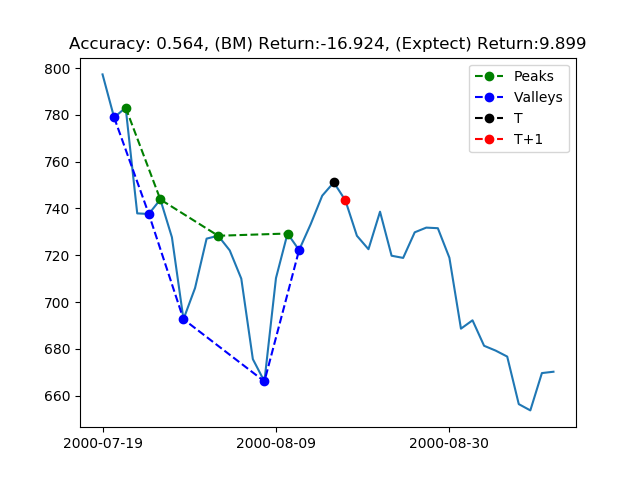 Accuracy: 0.564, (BM) Return:-16.924, (Exptect) Return:9.899
800
780
760
740
720
700
680
660
2000-07-19
2000-08-09
2000-08-30
Peaks
Valleys
T
T+1